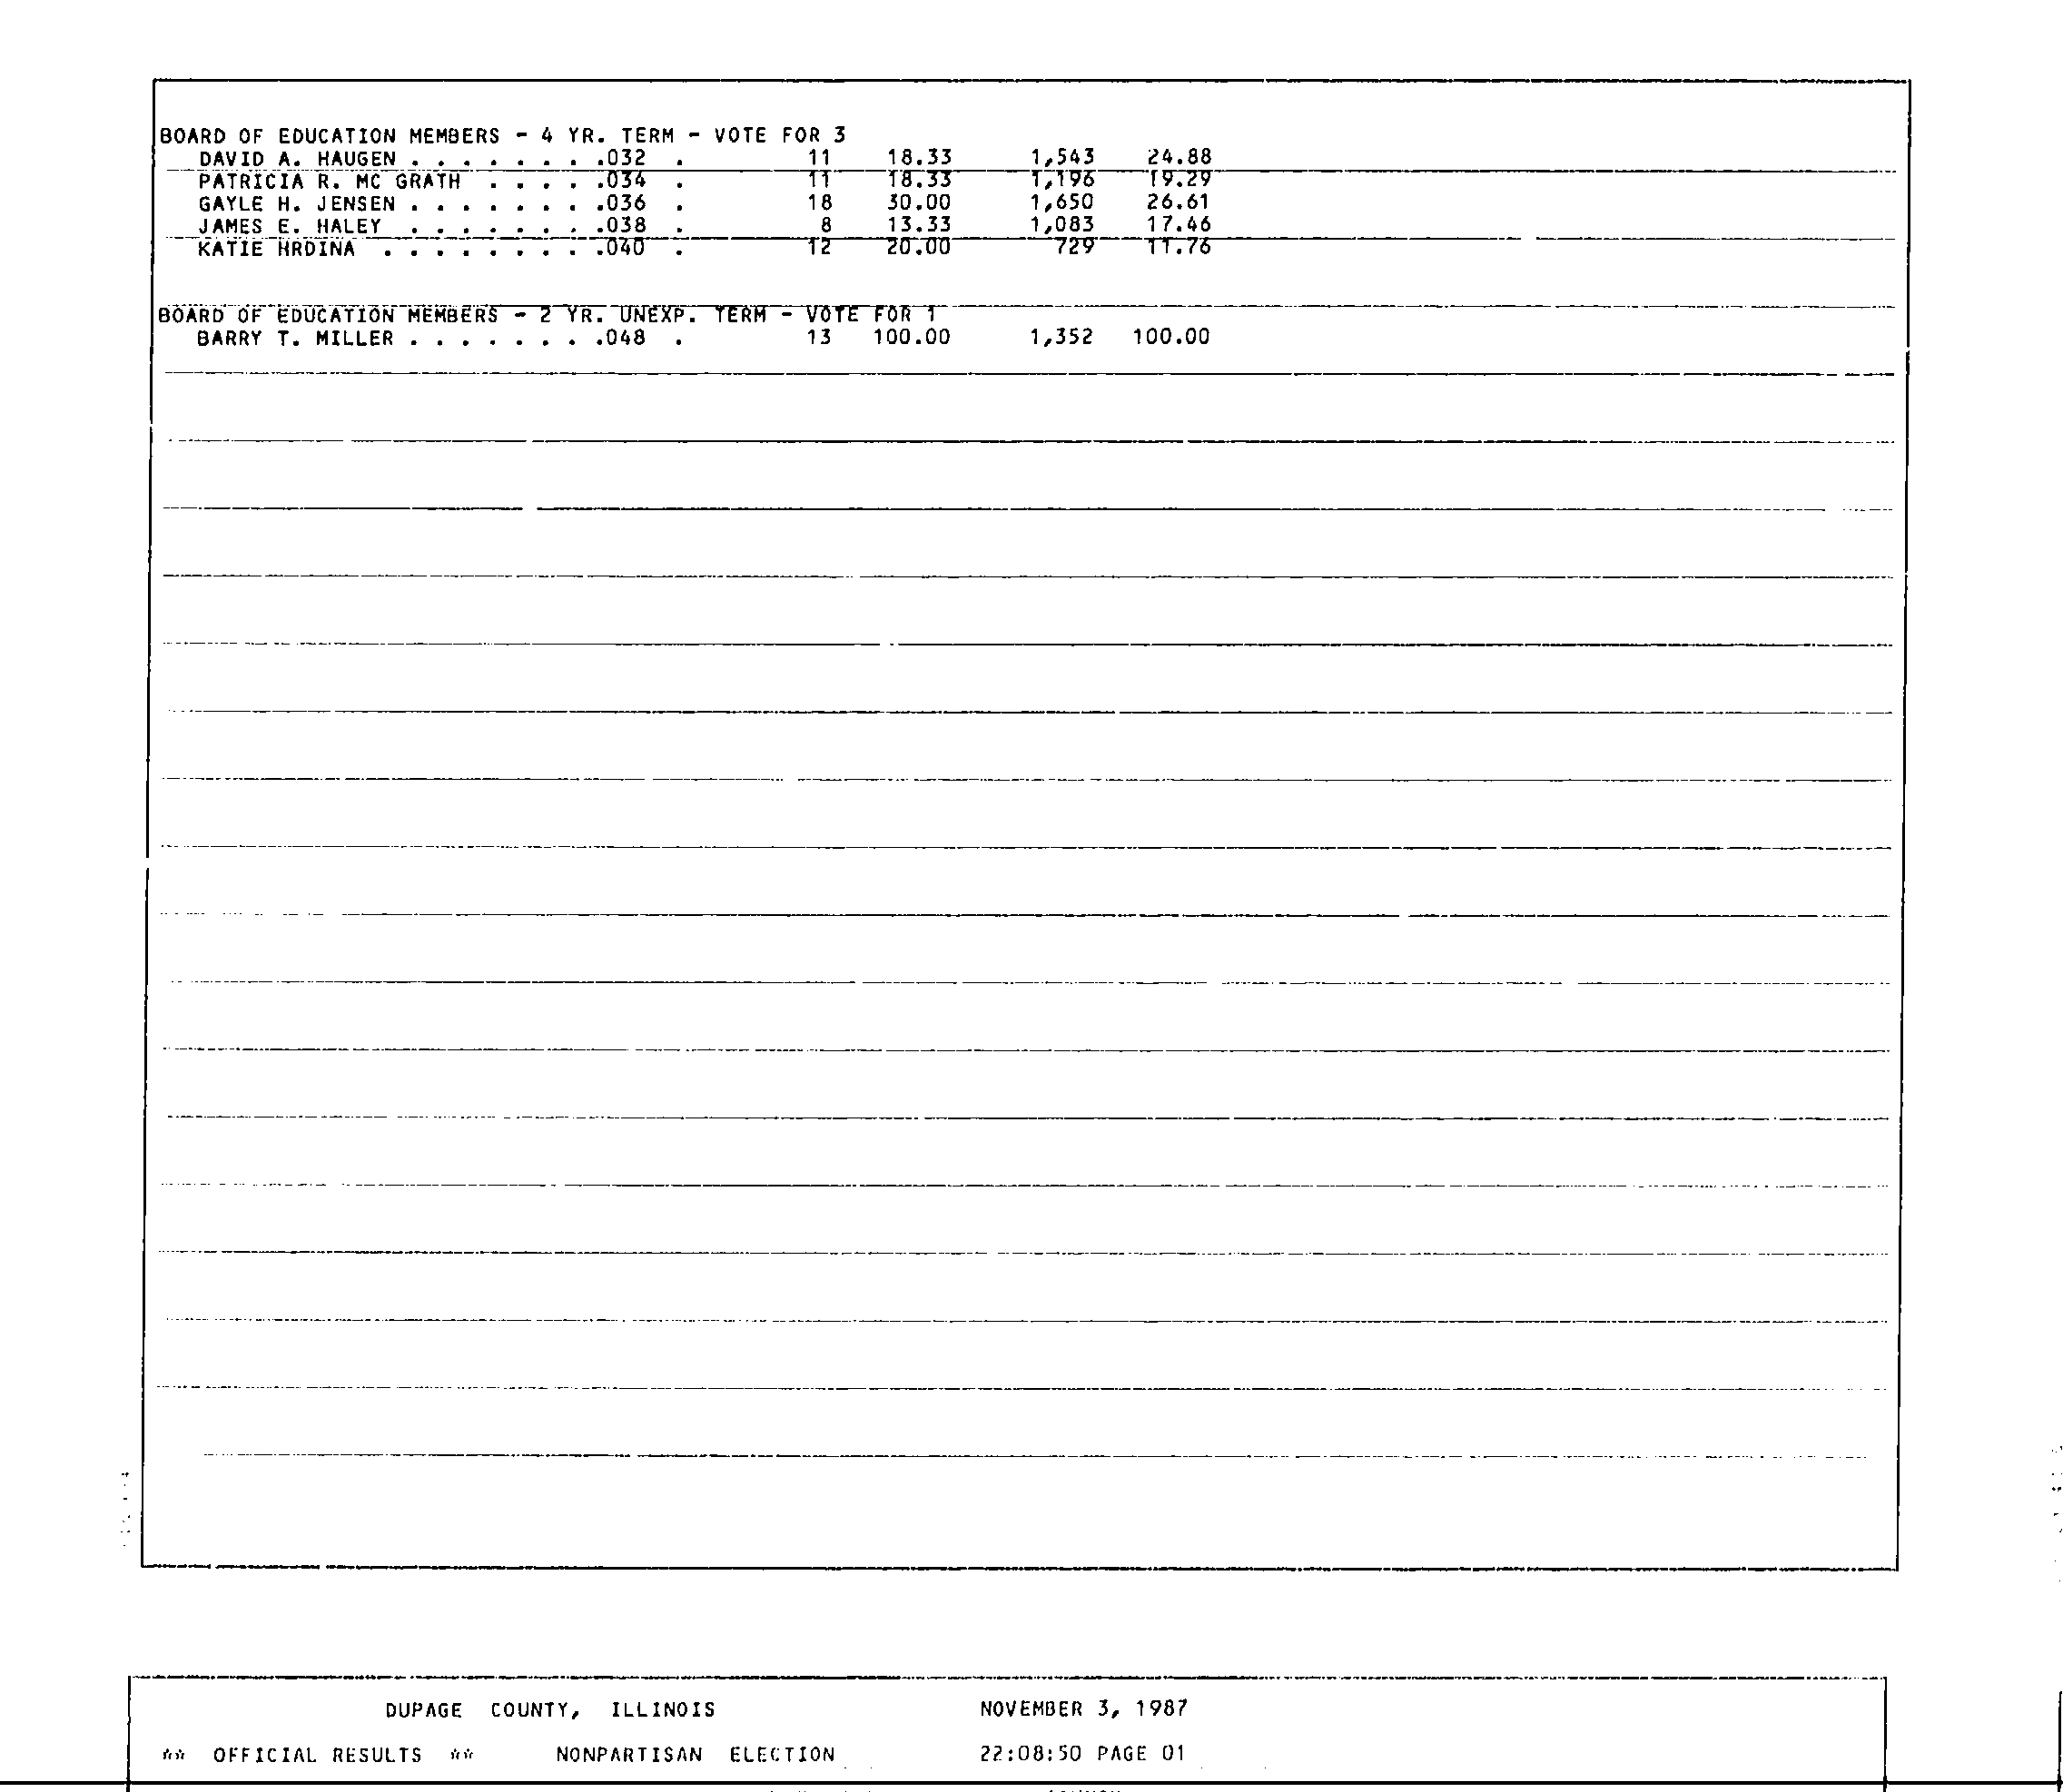 BOARD OF EDUCATION MEMBERS - 4 YR. TERM - VOTE FOR 3
DAVID A. HAUGEN . . . . . . . .032 . 11 18.33 1,543 24.88
PATRICIA R. MC GRATH . . . . .034 . 11 18.33 1,196 19.29
GAYLE H. JENSEN . . . . . . . .036 . 18 30.00 1,650 26.61
JAMES E. HALEY . . . . . . . .038 . 8 13.33 1,083 17.46
KATIE HRDINA . . . . . . . . .040 . 12 20.00 729 11.76
BOARD OF EDUCATION MEMBERS - 2 YR. UNEXP. TERM - VOTE FOR 1
BARRY T. MILLER . . . . . . . .048 . 13 100.00 1,352 100.00
DUPAGE COUNTY, ILLINOIS NOVEMBER 3, 1987
** OFFICIAL RESULTS ** NONPARTISAN ELECTION 22:08:50 PAGE 01